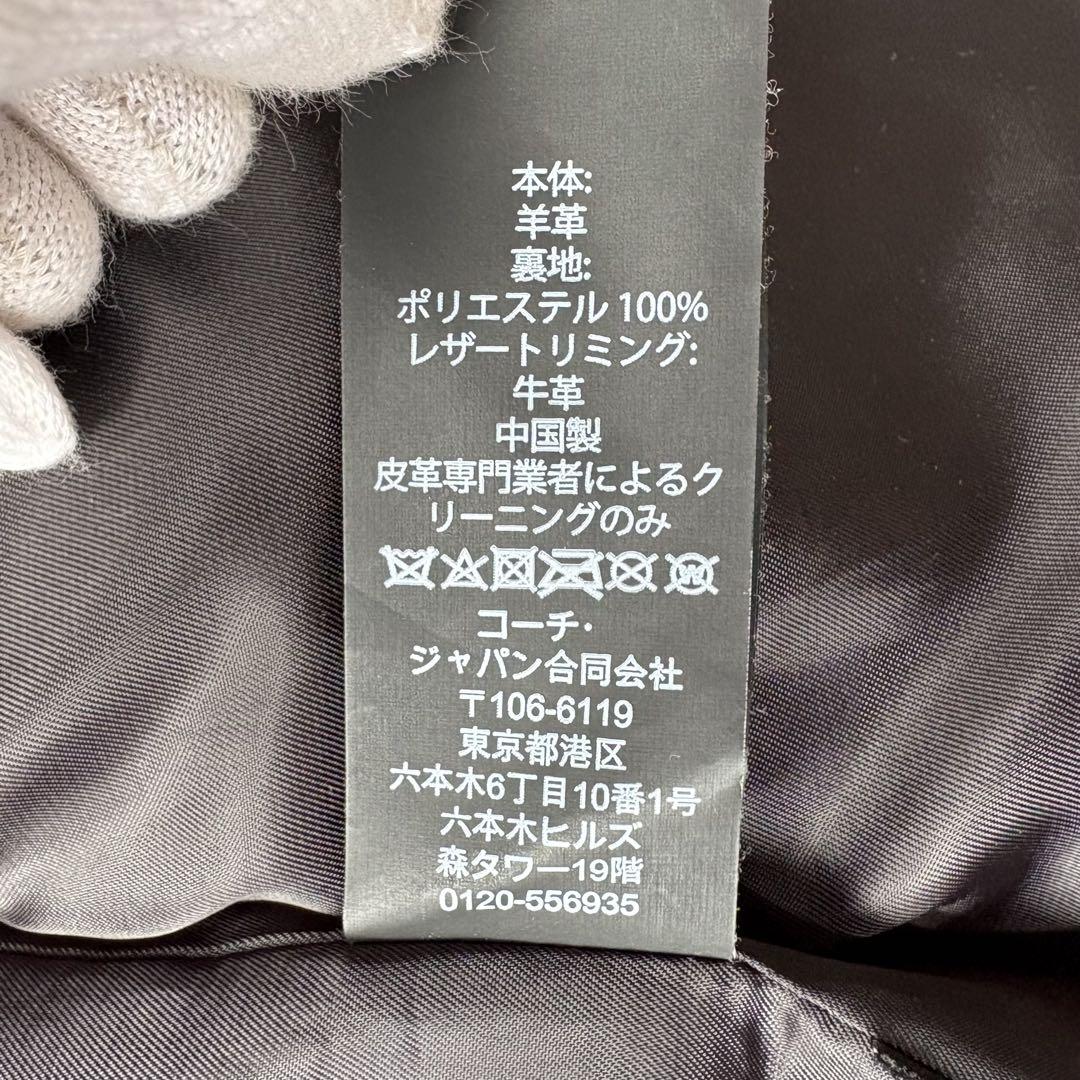 本体:
羊革
裏地:
ポリエステル 100%
レザートリミング:
牛革
中国製
皮革専門業者によるク
リーニングのみ
W
コーチ・
ジャパン合同会社
〒106-6119
東京都港区
六本木6丁目10番1号
六本木ヒルズ
森タワー19階
0120-556935